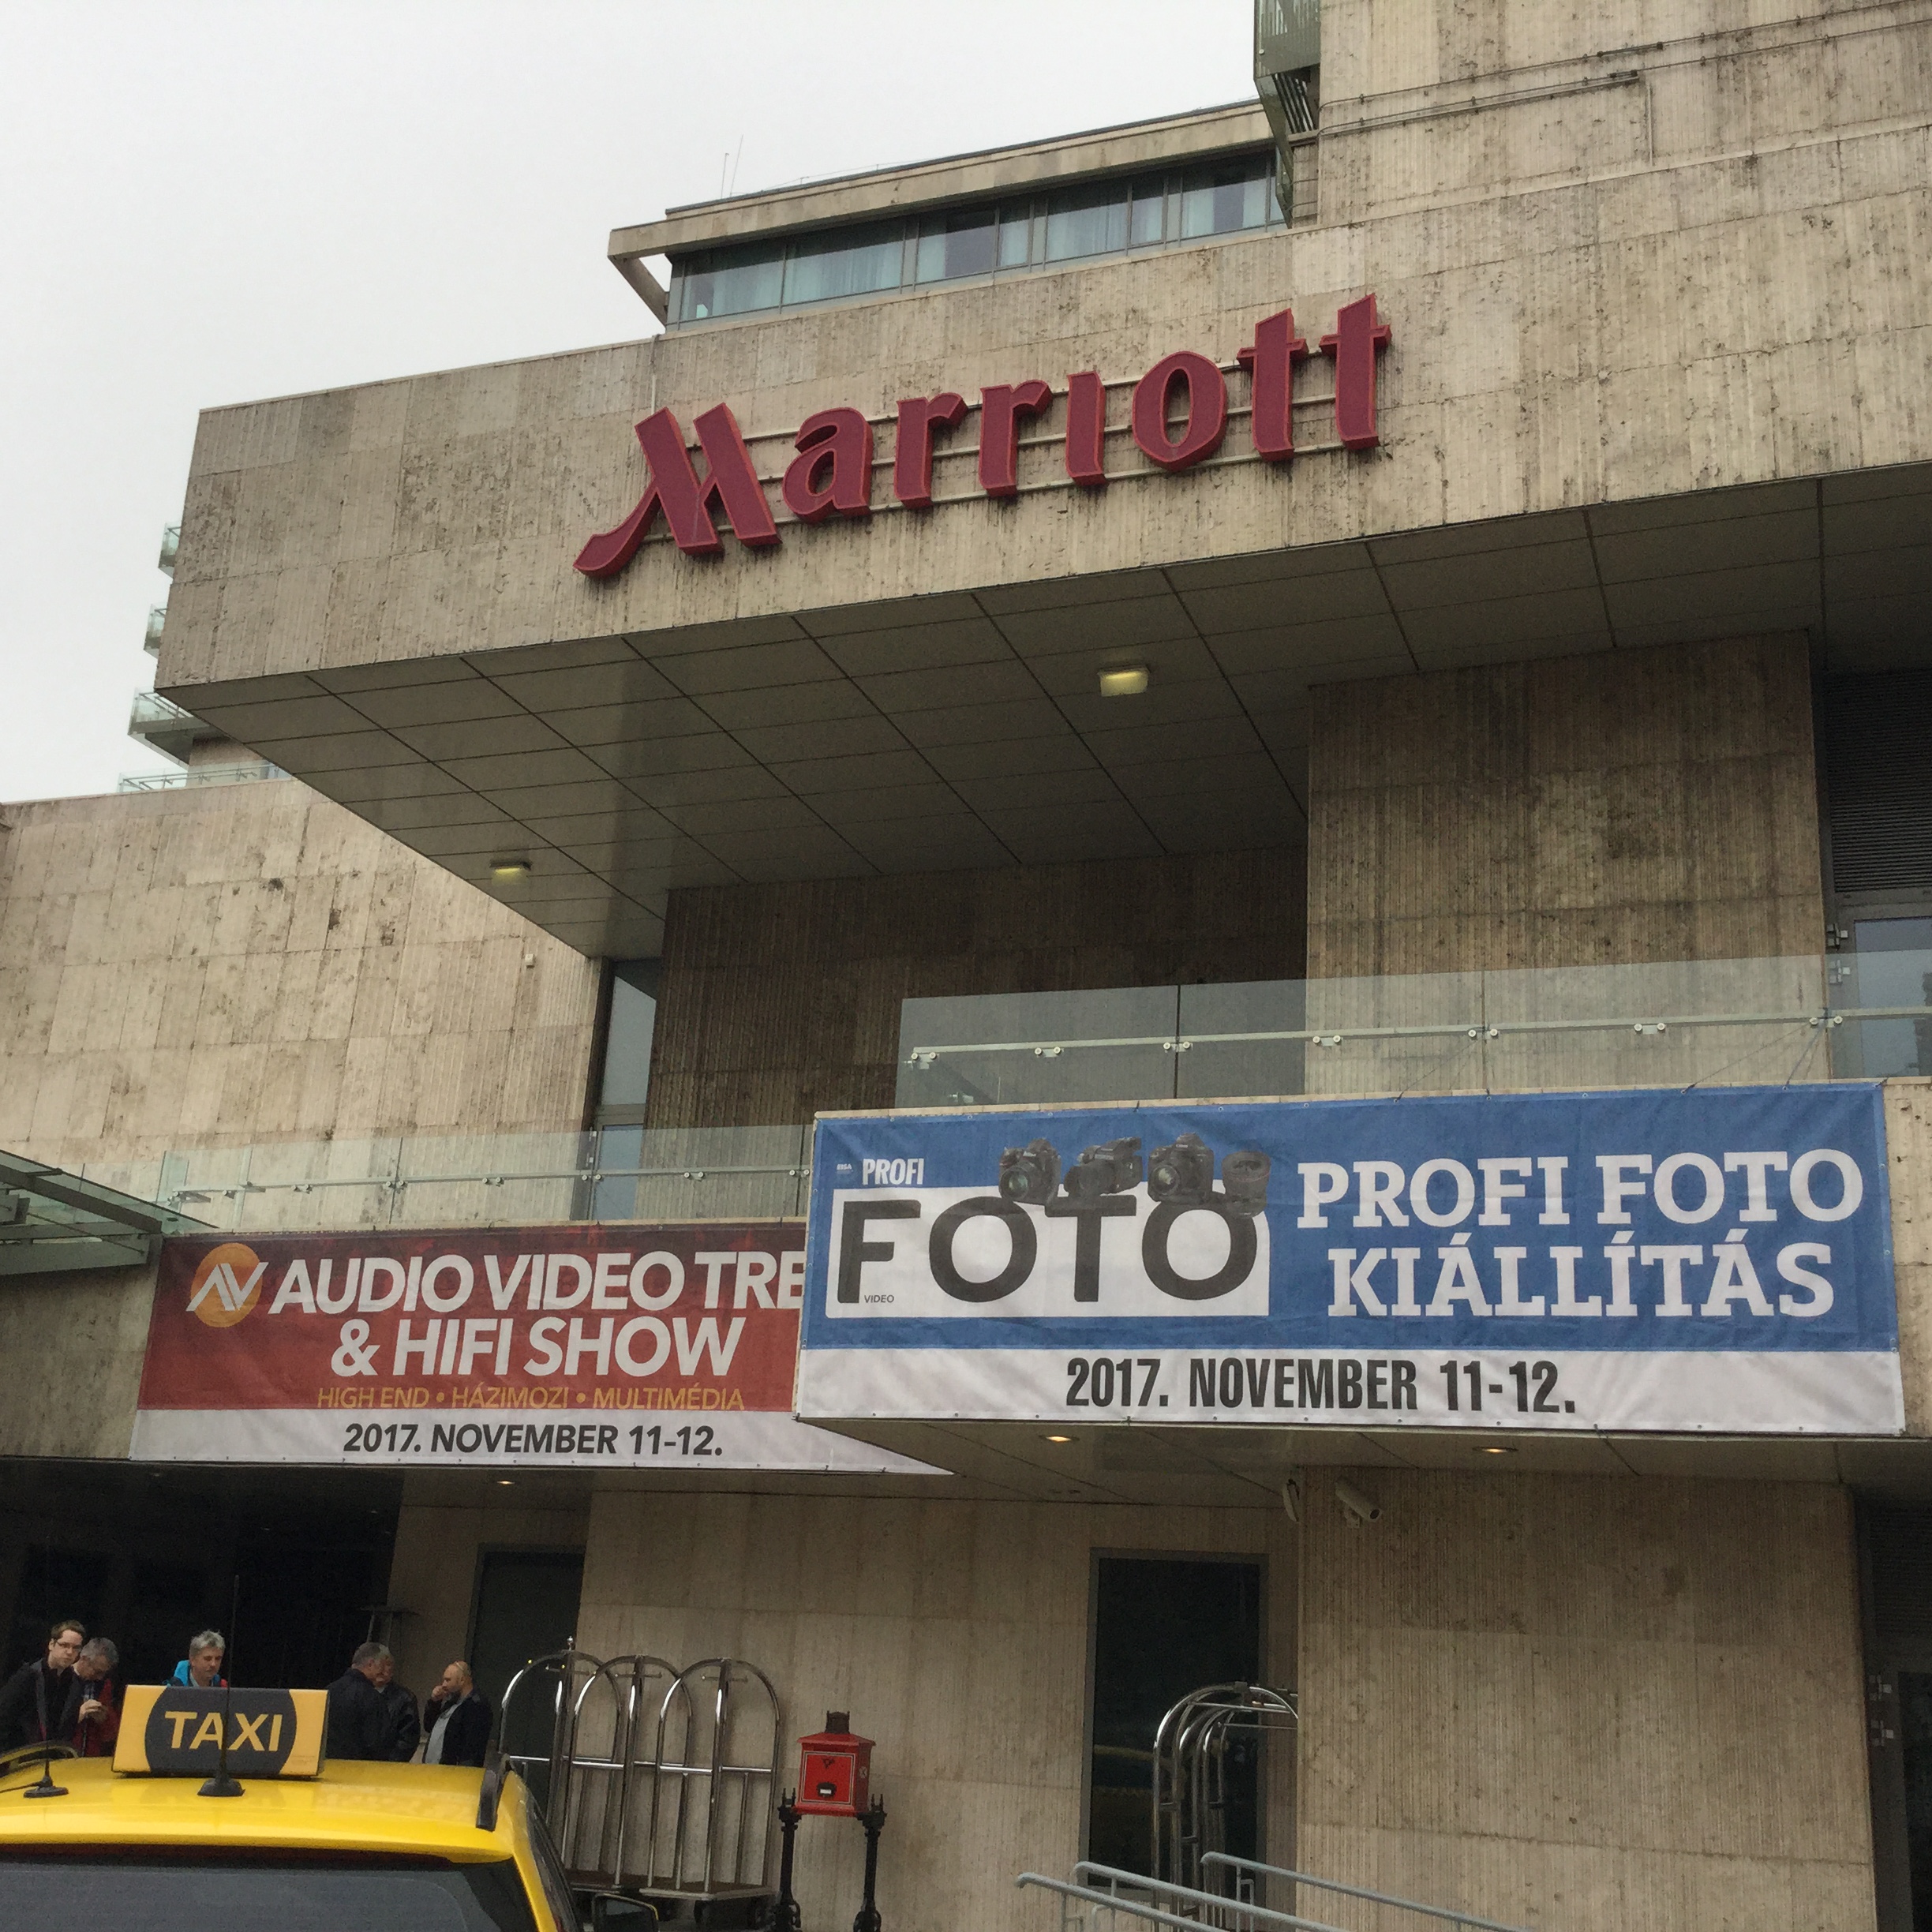 Marriott
AV AUDIO VIDEO TRE
& HIFI SHOW
HIGH END • HÁZIMOZI • MULTIMÉDIA
2017. NOVEMBER 11-12.
PROFI
FOTO
VIDEO
PROFI FOTO
KIÁLLÍTÁS
2017. NOVEMBER 11-12.
TAXI